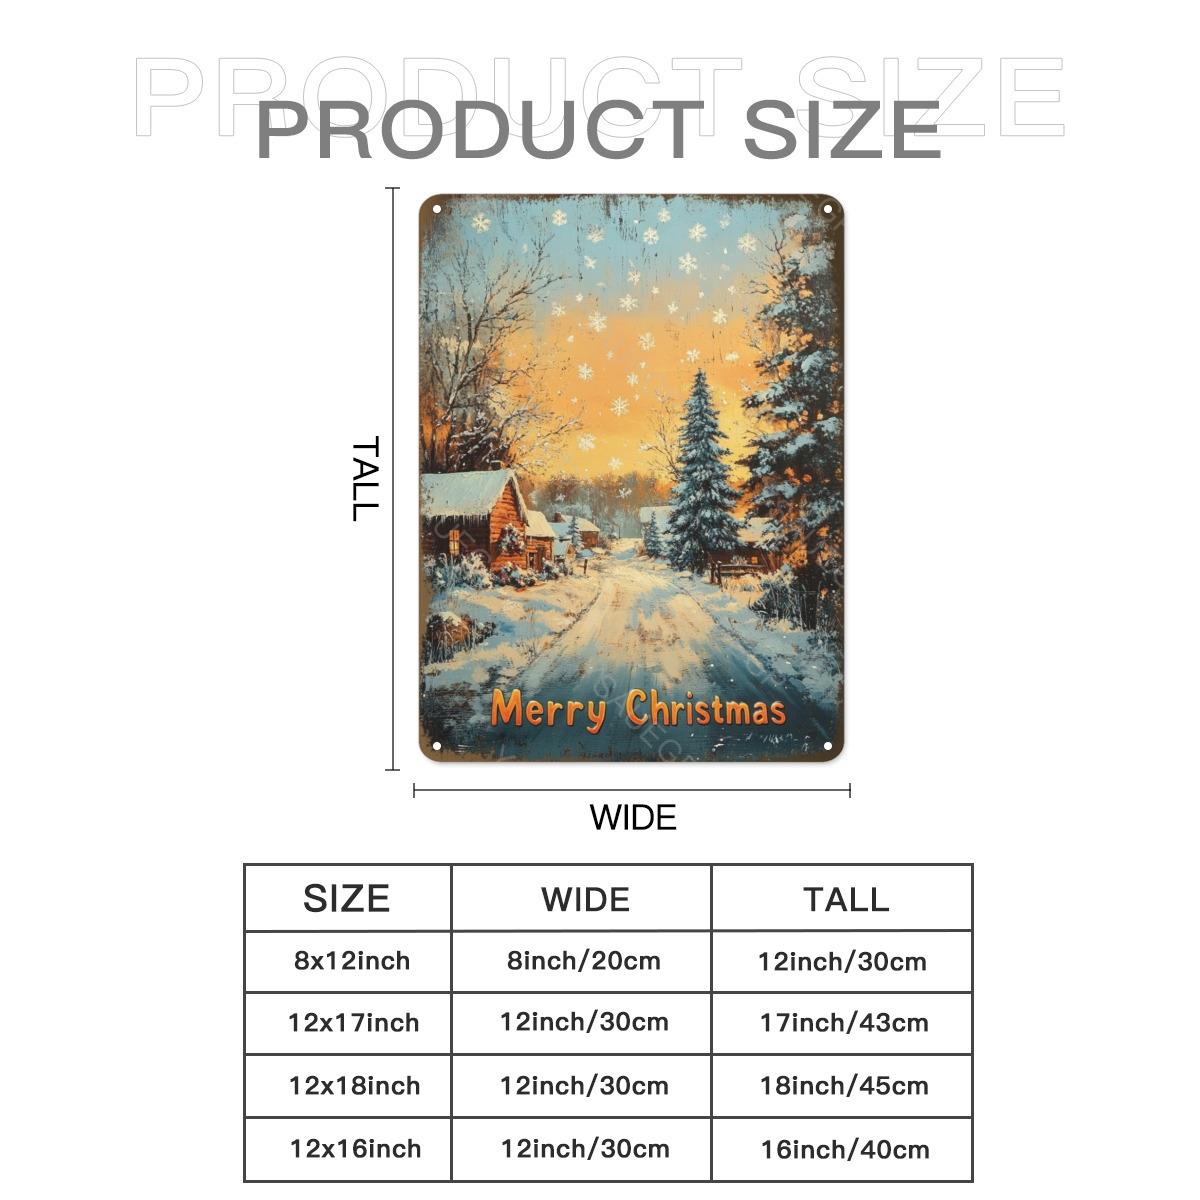 PRODUCT SIZE
PRODUCT SIZE
TALL
Merry Christmas
WIDE
SIZE WIDE TALL
8x12inch 8inch/20cm 12inch/30cm
12x17inch 12inch/30cm 17inch/43cm
12x18inch 12inch/30cm 18inch/45cm
12x16inch 12inch/30cm 16inch/40cm